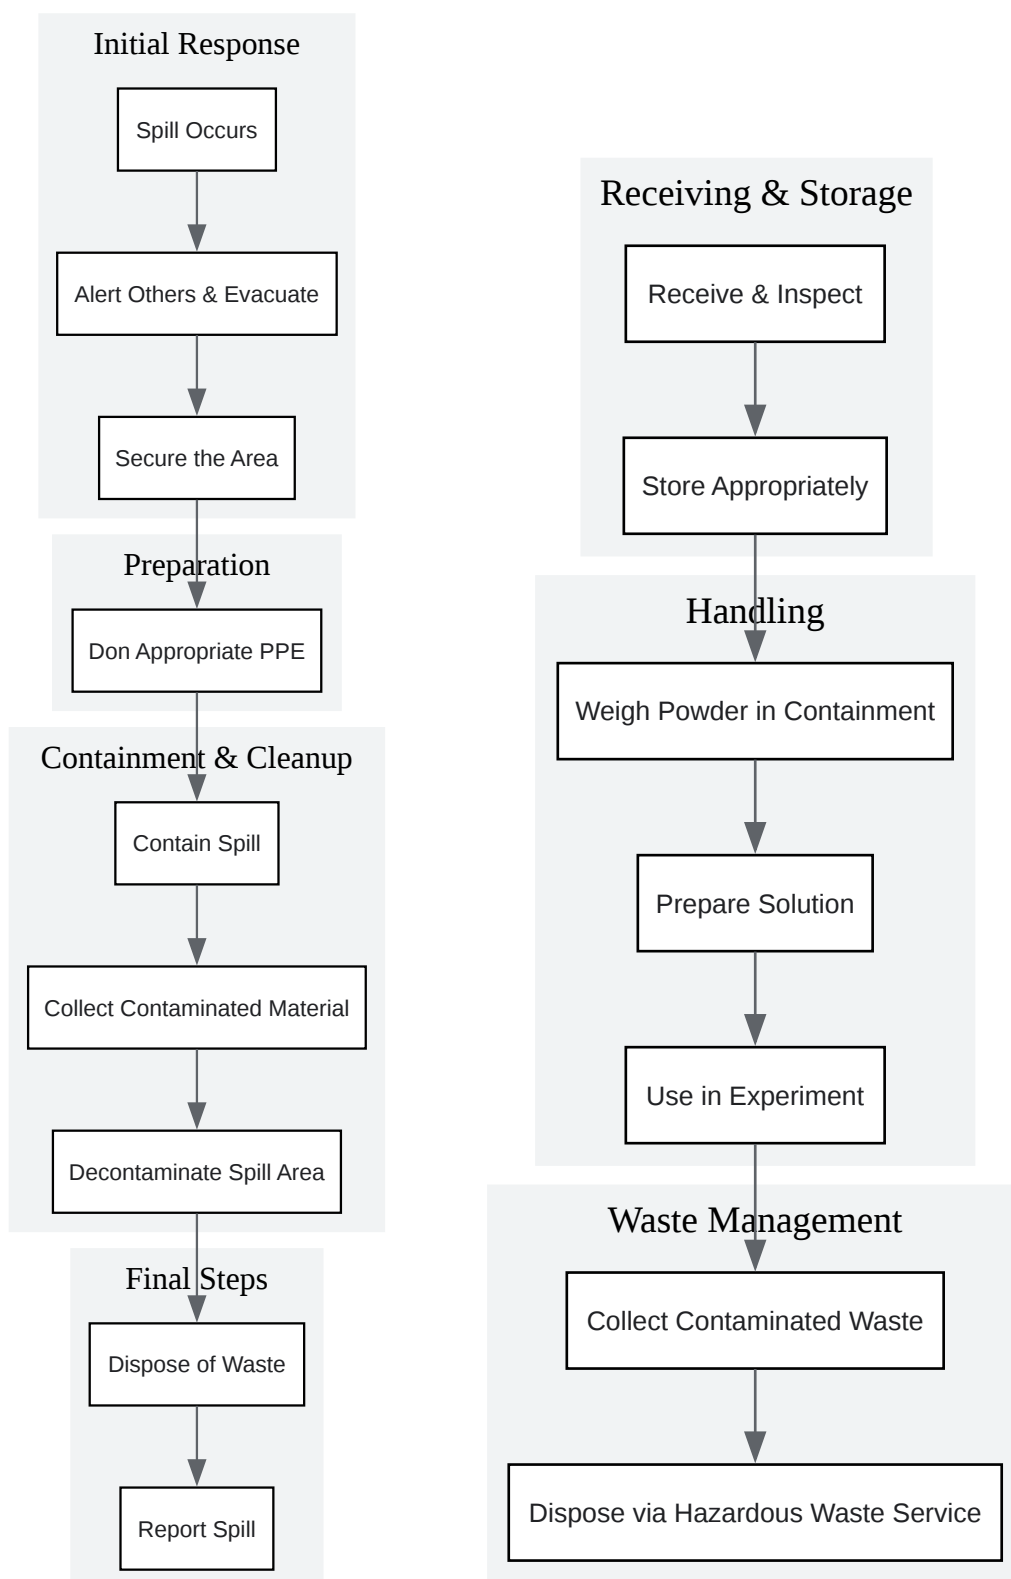 Initial Response
Spill Occurs
Alert Others & Evacuate
Secure the Area
Preparation
Don Appropriate PPE
Containment & Cleanup
Contain Spill
Collect Contaminated Material
Decontaminate Spill Area
Final Steps
Dispose of Waste
Report Spill
Receiving & Storage
Receive & Inspect
Store Appropriately
Handling
Weigh Powder in Containment
Prepare Solution
Use in Experiment
Waste Management
Collect Contaminated Waste
Dispose via Hazardous Waste Service